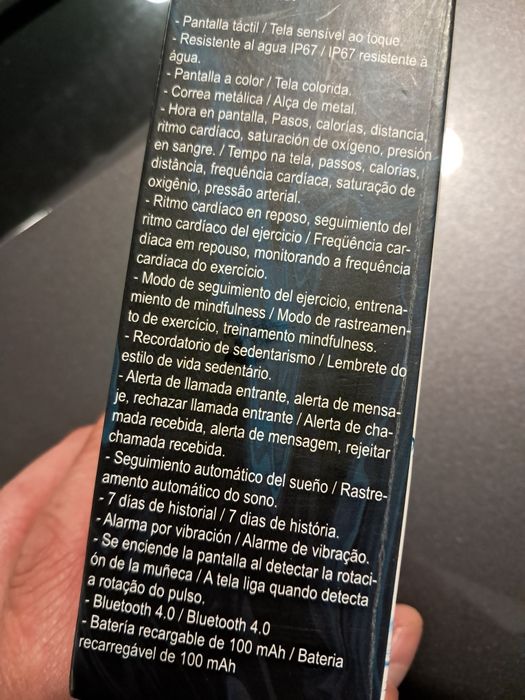 - Pantalla táctil / Tela sensível ao toque.
- Resistente al agua IP67 / IP67 resistente à
água.
- Pantalla a color / Tela colorida.
- Correa metálica / Alça de metal.
- Hora en pantalla, Pasos, calorías, distancia,
ritmo cardíaco, saturación de oxígeno, presión
en sangre. / Tempo na tela, passos, calorias,
distância, frequência cardíaca, saturação de
oxigênio, pressão arterial.
- Ritmo cardíaco en reposo, seguimiento del
ritmo cardíaco del ejercicio / Freqüência car-
díaca em repouso, monitorando a frequência
cardíaca do exercício.
- Modo de seguimiento del ejercicio, entrena-
miento de mindfulness / Modo de rastreamen-
to de exercício, treinamento mindfulness.
- Recordatorio de sedentarismo / Lembrete do
estilo de vida sedentário.
- Alerta de llamada entrante, alerta de mensa-
je, rechazar llamada entrante / Alerta de cha-
mada recebida, alerta de mensagem, rejeitar
chamada recebida.
- Seguimiento automático del sueño / Rastre-
amento automático do sono.
- 7 días de historial / 7 dias de história.
- Alarma por vibración / Alarme de vibração.
- Se enciende la pantalla al detectar la rotaci-
ón de la muñeca / A tela liga quando detecta
a rotação do pulso.
- Bluetooth 4.0 / Bluetooth 4.0
- Batería recargable de 100 mAh / Bateria
recarregável de 100 mAh